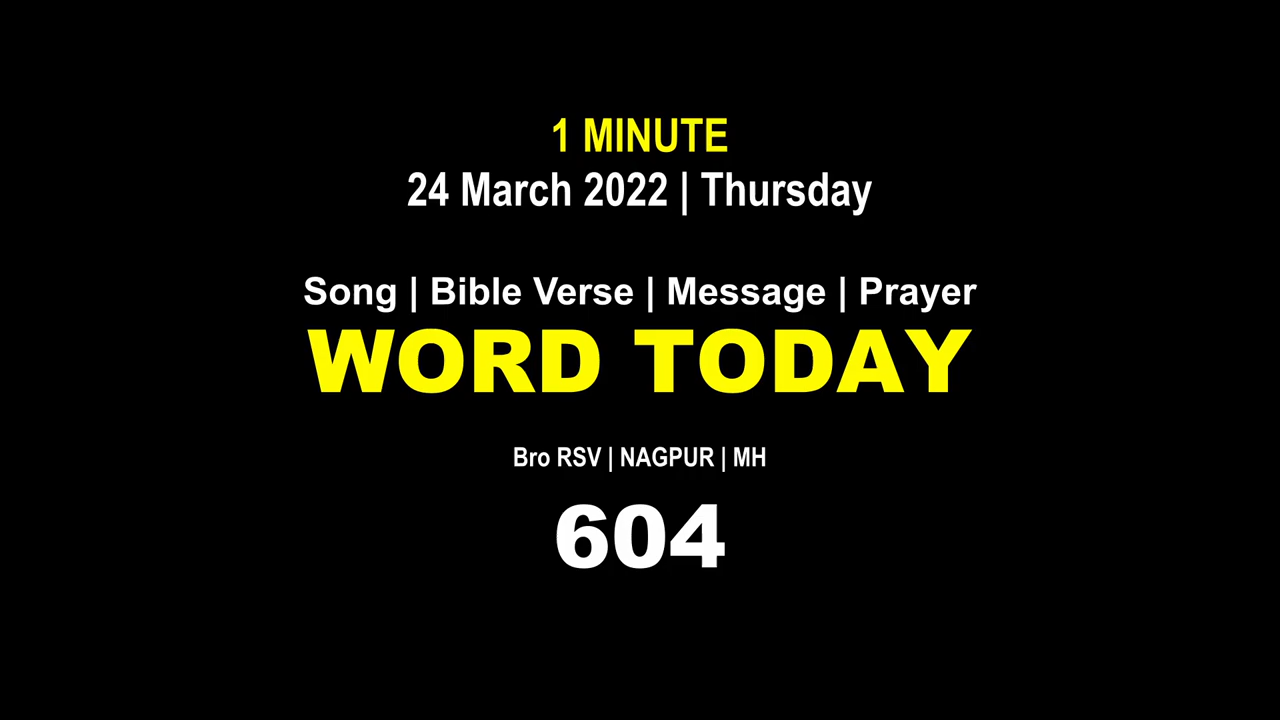 1 MINUTE
24 March 2022 | Thursday
Song | Bible Verse | Message | Prayer
WORD TODAY
Bro RSV | NAGPUR | MH
604